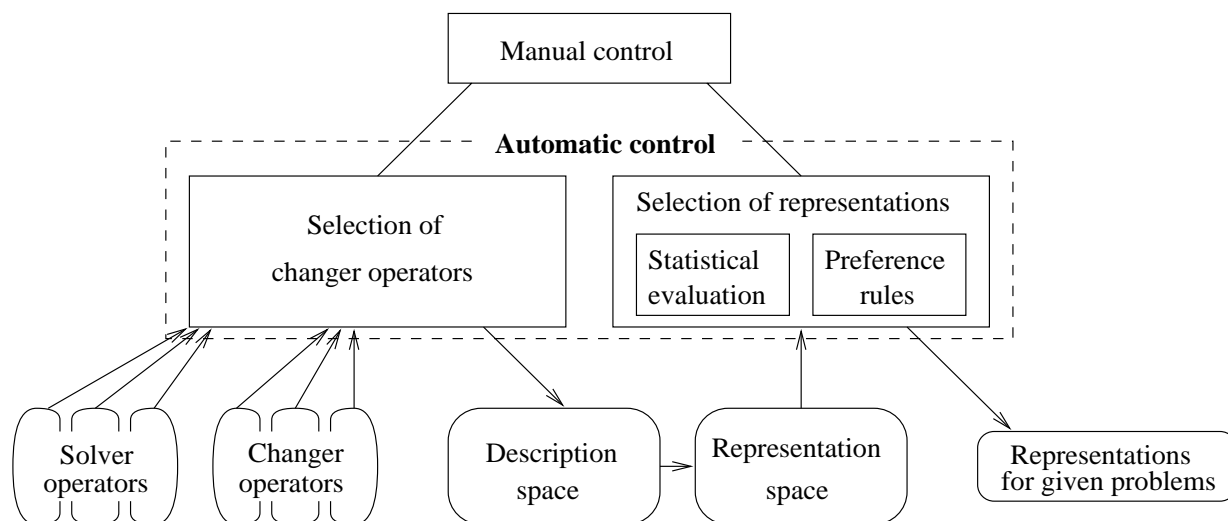 Manual control
Automatic control
Selection of
changer operators
Selection of representations
Statistical
evaluation
Preference
rules
Solver
operators
Changer
operators
Description
space
Representation
space
Representations
for given problems